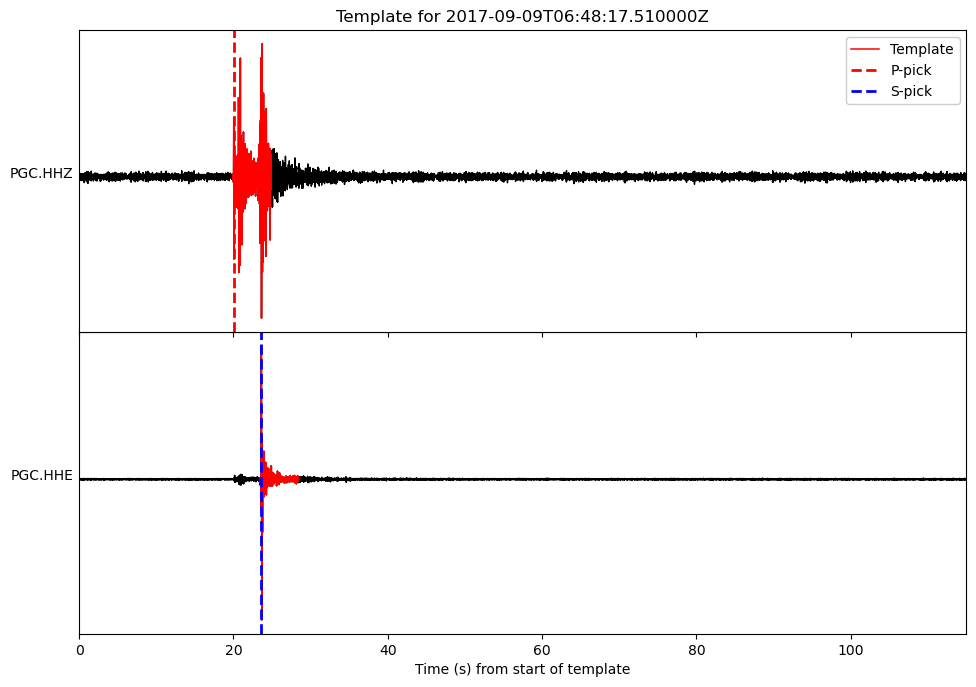 Template for 2017-09-09T06:48:17.510000Z
Template
P-pick
S-pick
PGC.HHZ
PGC.HHE
0 20 40 60 80 100
Time (s) from start of template